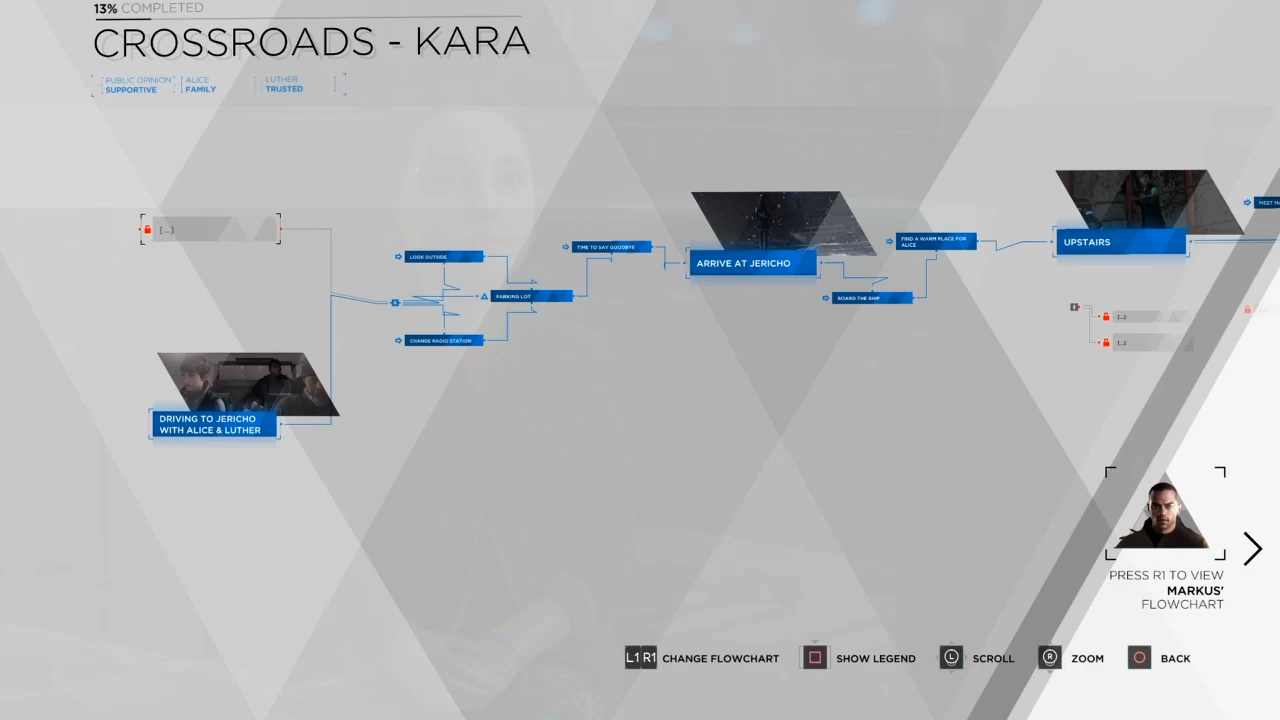 13% COMPLETED
CROSSROADS - KARA
PUBLIC OPINION
SUPPORTIVE
ALICE
FAMILY
LUTHER
TRUSTED
[...]
DRIVING TO JERICHO
WITH ALICE & LUTHER
LOOK OUTSIDE
PARKING LOT
CHANGE RADIO STATION
TIME TO SAY GOODBYE
ARRIVE AT JERICHO
BOARD THE SHIP
FIND A WARM PLACE FOR
ALICE
UPSTAIRS
[...]
[...]
MEET
PRESS R1 TO VIEW
MARKUS'
FLOWCHART
L1 R1 CHANGE FLOWCHART
SHOW LEGEND
L SCROLL
R ZOOM
BACK